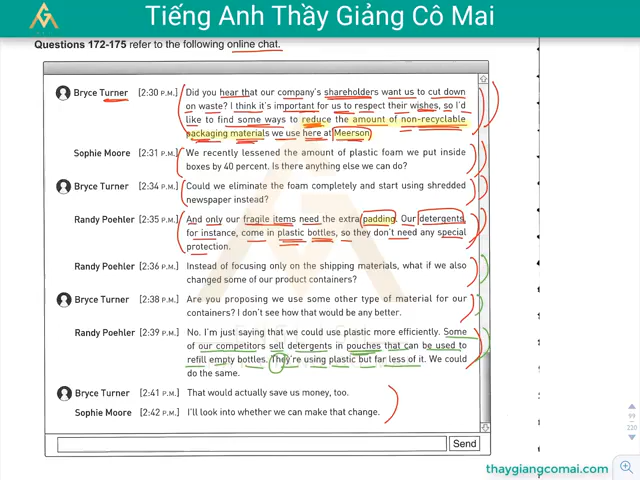 Tiếng Anh Thầy Giảng Cô Mai
AG
Questions 172-175 refer to the following online chat.
Bryce Turner [2:30 P.M.] Did you hear that our company's shareholders want us to cut down
on waste? I think it's important for us to respect their wishes, so I'd
like to find some ways to reduce the amount of non-recyclable
packaging materials we use here at Meerson
Sophie Moore [2:31 P.M.] We recently lessened the amount of plastic foam we put inside
boxes by 40 percent. Is there anything else we can do?
Bryce Turner [2:34 P.M.] Could we eliminate the foam completely and start using shredded
newspaper instead?
Randy Poehler [2:35 P.M.] And only our fragile items need the extra padding. Our detergents,
for instance, come in plastic bottles, so they don't need any special
protection.
Randy Poehler [2:36 P.M.] Instead of focusing only on the shipping materials, what if we also
changed some of our product containers?
Bryce Turner [2:38 P.M.] Are you proposing we use some other type of material for our
containers? I don't see how that would be any better.
Randy Poehler [2:39 P.M.] No. I'm just saying that we could use plastic more efficiently. Some
of our competitors sell detergents in pouches that can be used to
refill empty bottles. They're using plastic but far less of it. We could
do the same.
Bryce Turner [2:41 P.M.] That would actually save us money, too.
Sophie Moore [2:42 P.M.] I'll look into whether we can make that change.
Send
99
220
thaygiangcomai.com